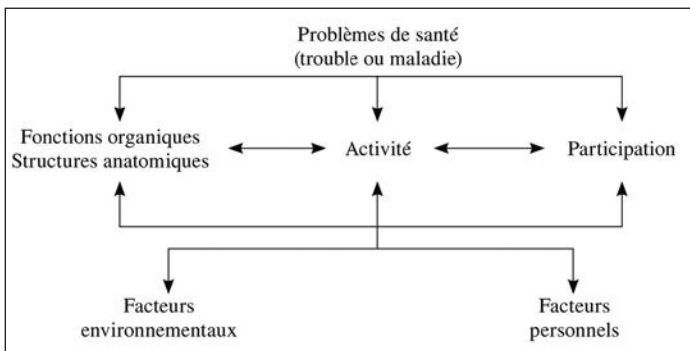 Problèmes de santé
(trouble ou maladie)
Fonctions organiques
Structures anatomiques
Activité
Participation
Facteurs
environnementaux
Facteurs
personnels